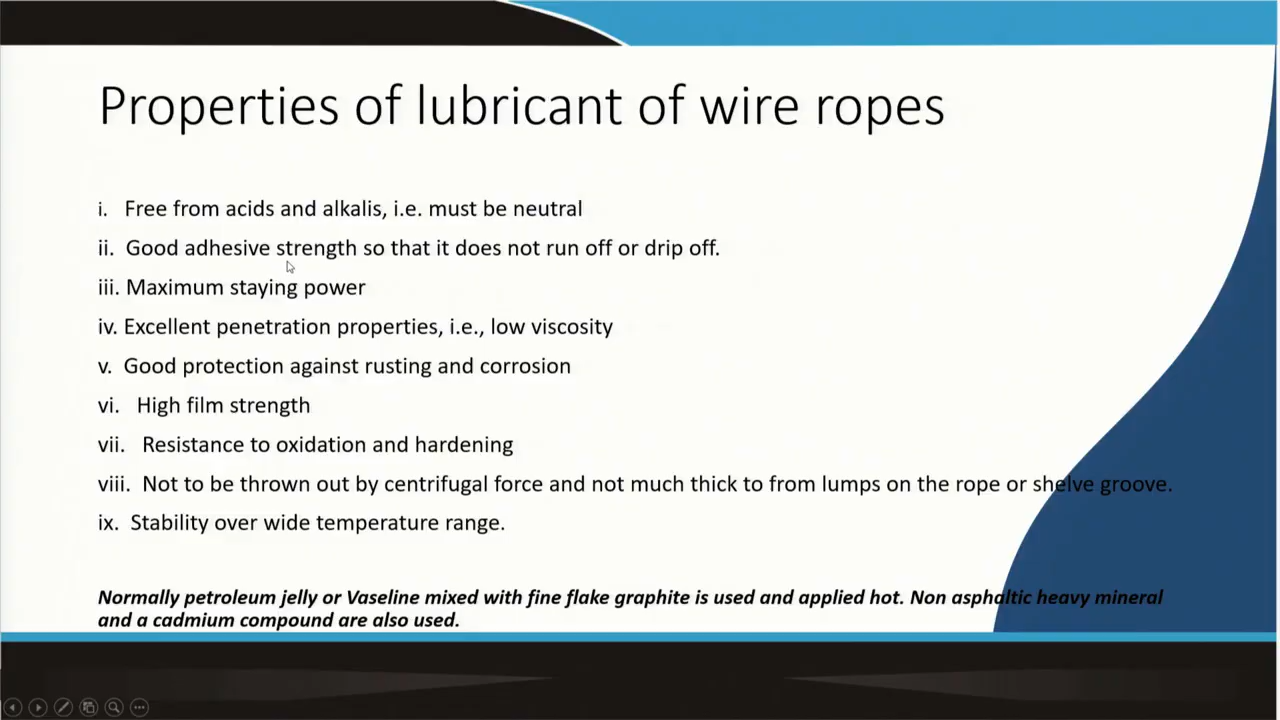 Properties of lubricant of wire ropes
i. Free from acids and alkalis, i.e. must be neutral
ii. Good adhesive strength so that it does not run off or drip off.
iii. Maximum staying power
iv. Excellent penetration properties, i.e., low viscosity
v. Good protection against rusting and corrosion
vi. High film strength
vii. Resistance to oxidation and hardening
viii. Not to be thrown out by centrifugal force and not much thick to from lumps on the rope or shelve groove.
ix. Stability over wide temperature range.
Normally petroleum jelly or Vaseline mixed with fine flake graphite is used and applied hot. Non asphaltic heavy mineral
and a cadmium compound are also used.